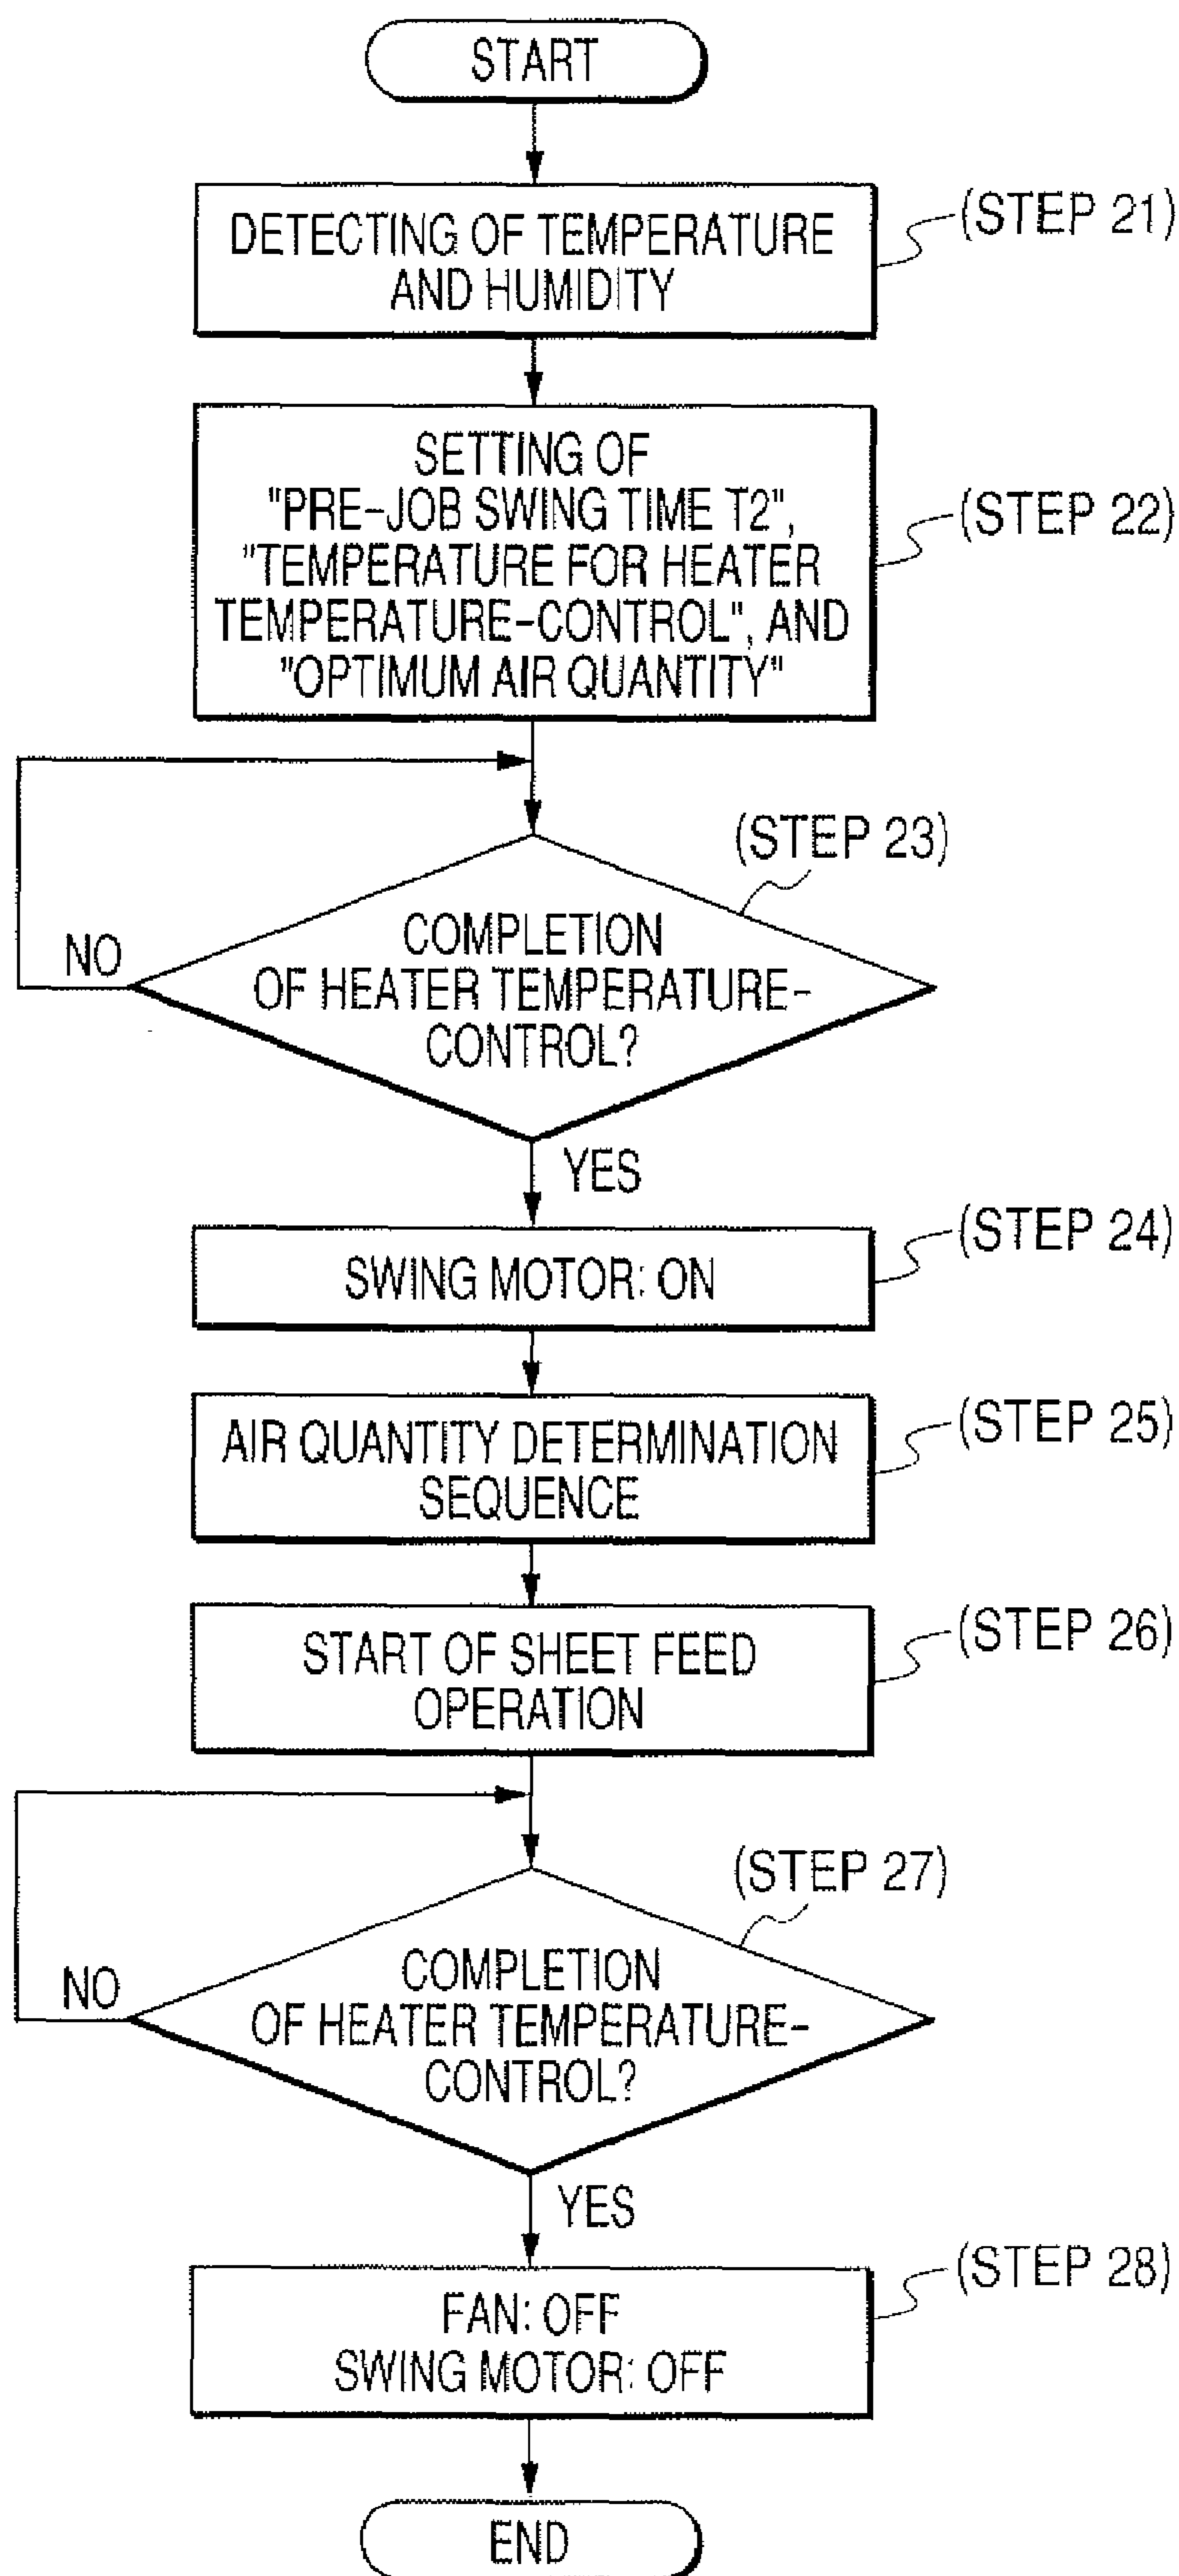 START
DETECTING OF TEMPERATURE
AND HUMIDITY
(STEP 21)
SETTING OF
"PRE-JOB SWING TIME T2",
"TEMPERATURE FOR HEATER
TEMPERATURE-CONTROL", AND
"OPTIMUM AIR QUANTITY"
(STEP 22)
(STEP 23)
COMPLETION
OF HEATER TEMPERATURE-
CONTROL?
NO
YES
SWING MOTOR: ON
(STEP 24)
AIR QUANTITY DETERMINATION
SEQUENCE
(STEP 25)
START OF SHEET FEED
OPERATION
(STEP 26)
(STEP 27)
COMPLETION
OF HEATER TEMPERATURE-
CONTROL?
NO
YES
FAN: OFF
SWING MOTOR: OFF
(STEP 28)
END